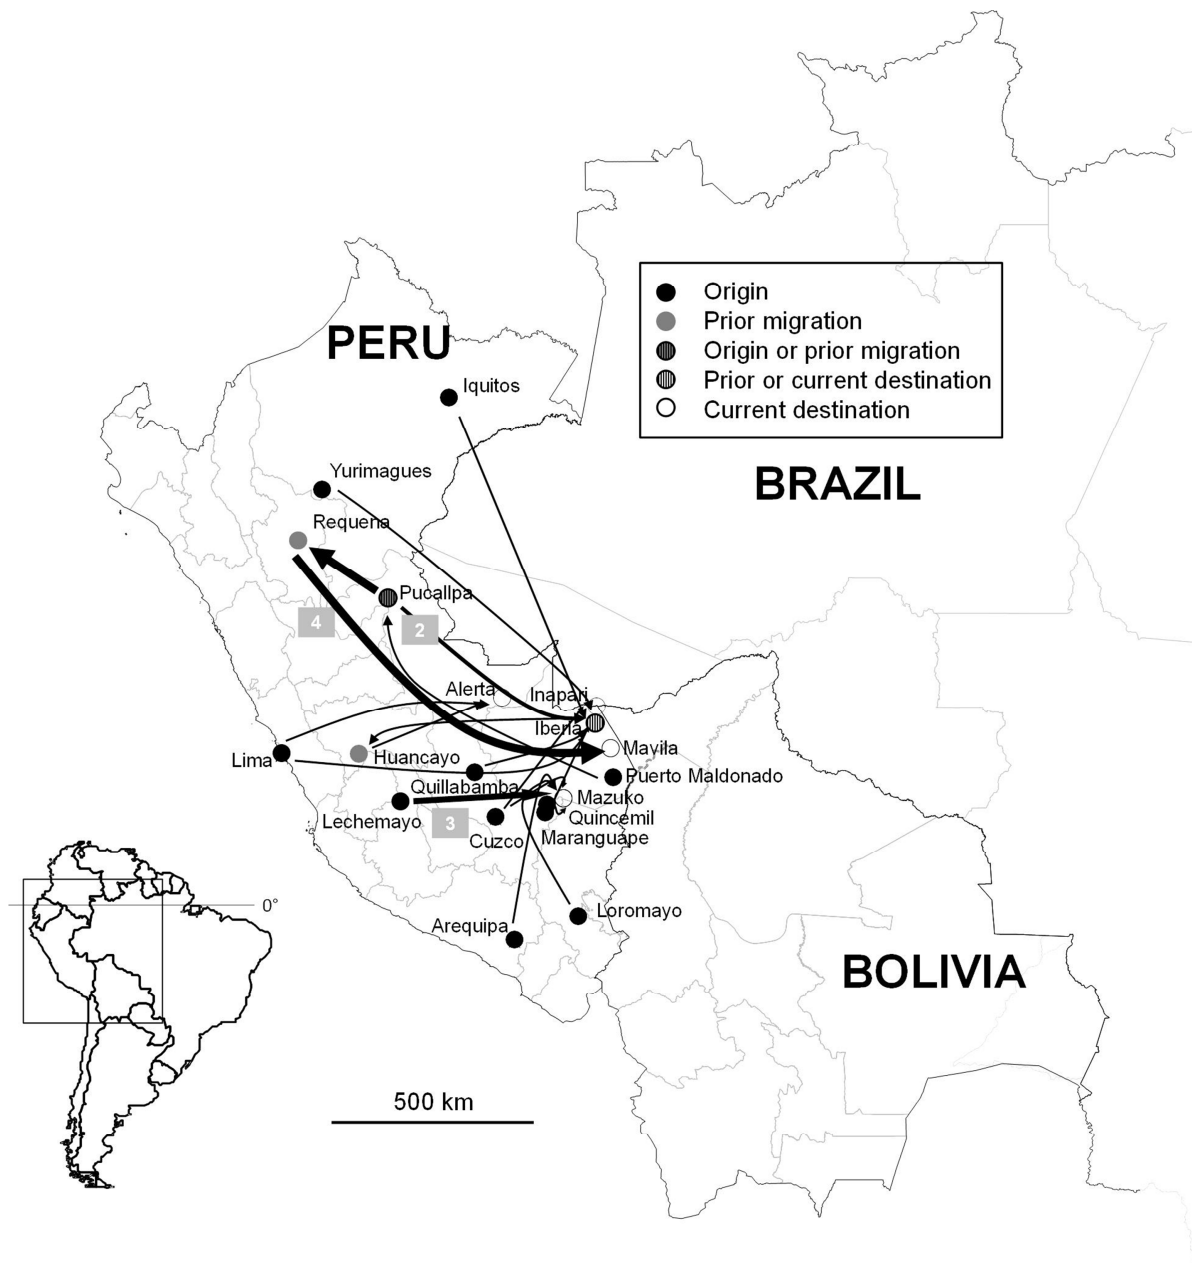 Origin
Prior migration
PERU
Origin or prior migration
Prior or current destination
Iquitos
Current destination
Yurimagues
BRAZIL
Requena
Pucallpa
4
2
Alerta
Inapari
Iberia
Mavila
Lima
Huancayo
Puerto Maldonado
Quillabamba
Mazuko
Lechemayo
3
Quincemil
Cuzco
Maranguape
0°
Loromayo
Arequipa
BOLIVIA
500 km